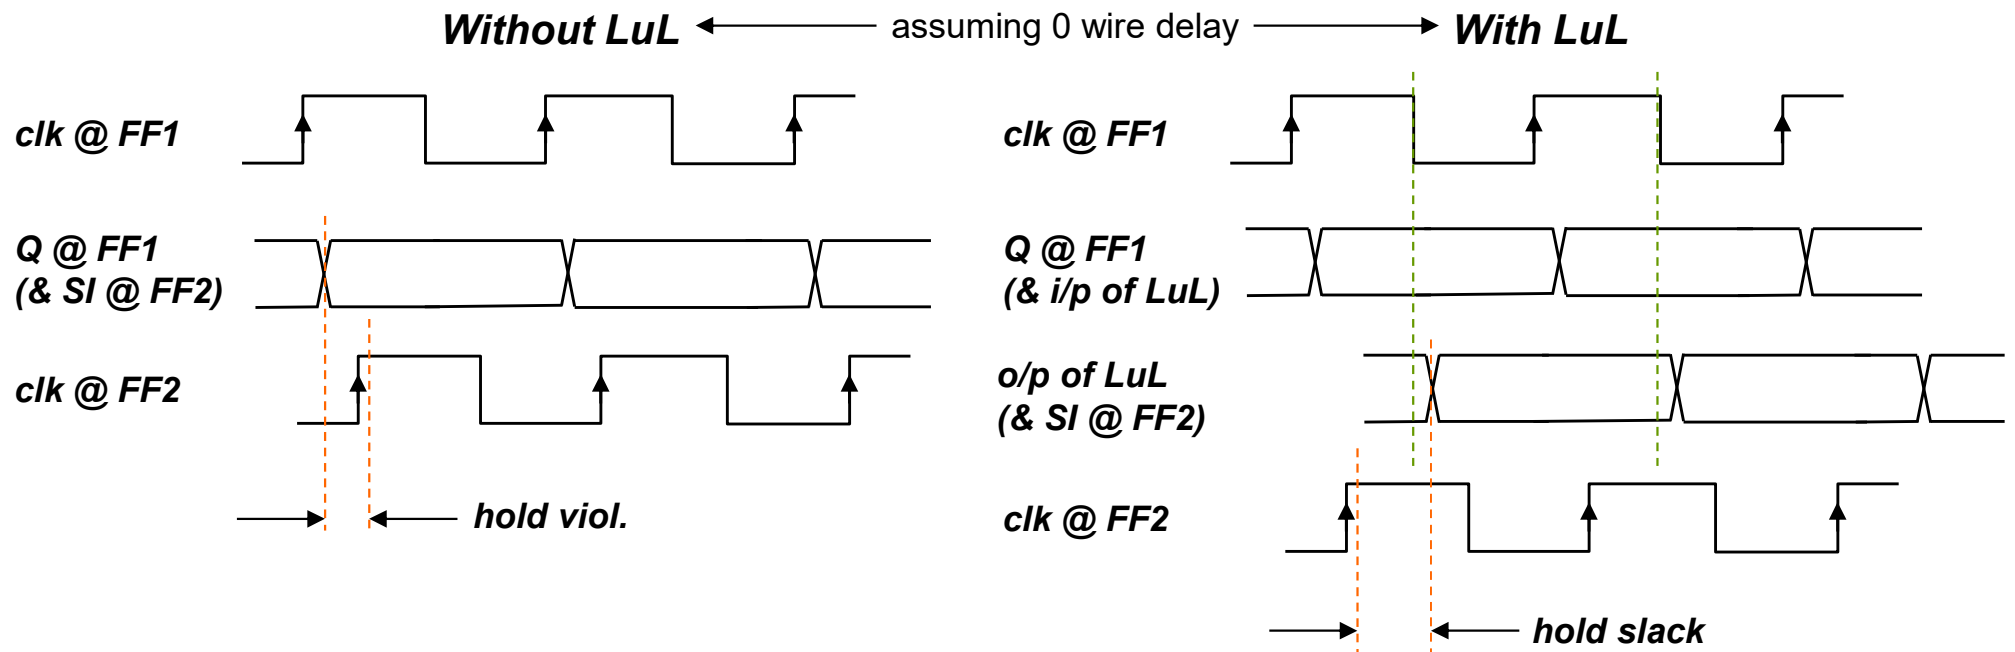 Without LuL assuming 0 wire delay With LuL
clk @ FF1
Q @ FF1
(& SI @ FF2)
clk @ FF2
hold viol.
clk @ FF1
Q @ FF1
(& i/p of LuL)
o/p of LuL
(& SI @ FF2)
clk @ FF2
hold slack